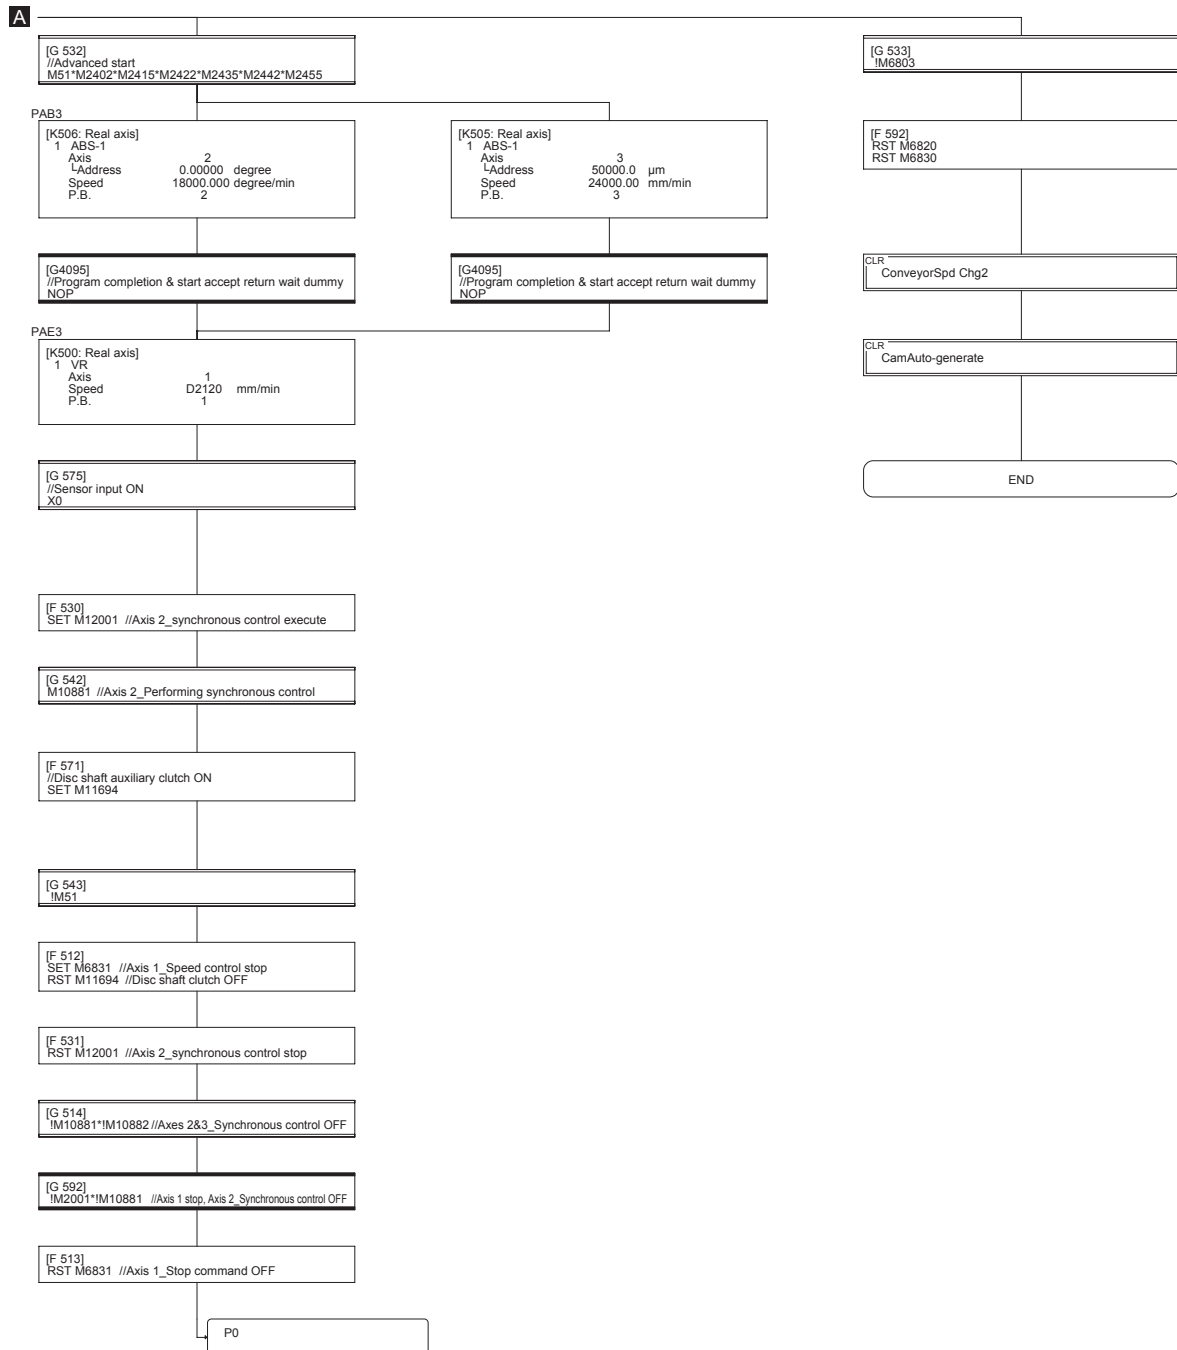 A
[G 532]
//Advanced start
M51*M2402*M2415*M2422*M2435*M2442*M2455
PAB3
[K506: Real axis]
1 ABS-1
Axis 2
└Address 0.00000 degree
Speed 18000.000 degree/min
P.B. 2
[K505: Real axis]
1 ABS-1
Axis 3
└Address 50000.0 µm
Speed 24000.00 mm/min
P.B. 3
[G4095]
//Program completion & start accept return wait dummy
NOP
[G4095]
//Program completion & start accept return wait dummy
NOP
PAE3
[K500: Real axis]
1 VR
Axis 1
Speed D2120 mm/min
P.B. 1
[G 575]
//Sensor input ON
X0
[F 530]
SET M12001 //Axis 2_synchronous control execute
[G 542]
M10881 //Axis 2_Performing synchronous control
[F 571]
//Disc shaft auxiliary clutch ON
SET M11694
[G 543]
!M51
[F 512]
SET M6831 //Axis 1_Speed control stop
RST M11694 //Disc shaft clutch OFF
[F 531]
RST M12001 //Axis 2_synchronous control stop
[G 514]
!M10881*!M10882 //Axes 2&3_Synchronous control OFF
[G 592]
!M2001*!M10881 //Axis 1 stop, Axis 2_Synchronous control OFF
[F 513]
RST M6831 //Axis 1_Stop command OFF
P0
[G 533]
!M6803
[F 592]
RST M6820
RST M6830
CLR
ConveyorSpd Chg2
CLR
CamAuto-generate
END